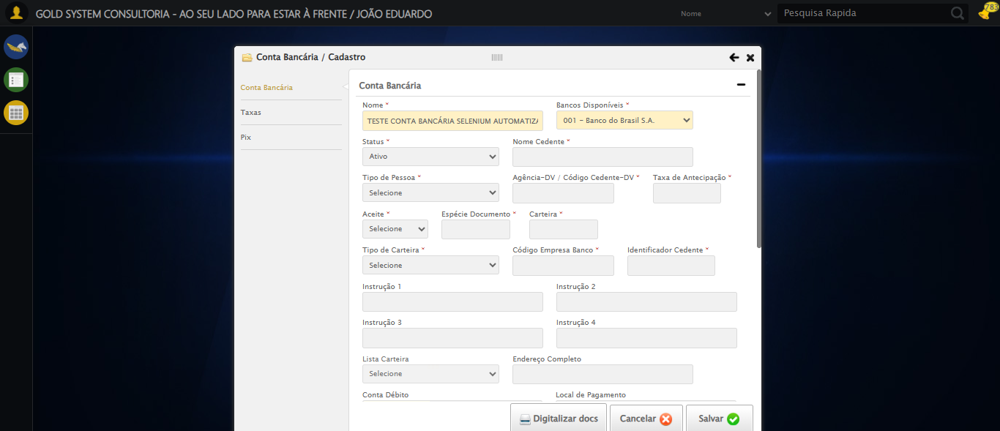 GOLD SYSTEM CONSULTORIA - AO SEU LADO PARA ESTAR À FRENTE / JOÃO EDUARDO
Nome
Pesquisa Rapida
783
Conta Bancária / Cadastro
Conta Bancária
Taxas
Pix
Conta Bancária
Nome * Bancos Disponíveis *
TESTE CONTA BANCÁRIA SELENIUM AUTOMATIZA 001 - Banco do Brasil S.A.
Status * Nome Cedente *
Ativo
Tipo de Pessoa * Agência-DV / Código Cedente-DV * Taxa de Antecipação *
Selecione
Aceite * Espécie Documento * Carteira *
Selecione
Tipo de Carteira * Código Empresa Banco * Identificador Cedente *
Selecione
Instrução 1 Instrução 2
Instrução 3 Instrução 4
Lista Carteira Endereço Completo
Selecione
Conta Débito Local de Pagamento
Digitalizar docs Cancelar Salvar